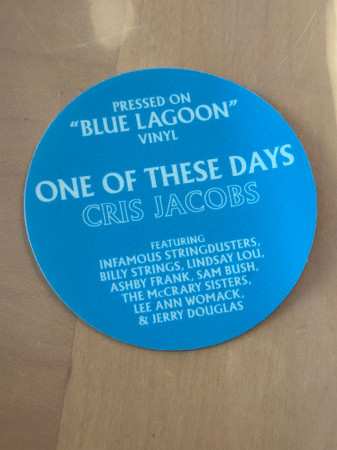 PRESSED ON
"BLUE LAGOON"
VINYL
ONE OF THESE DAYS
CRIS JACOBS
FEATURING
INFAMOUS STRINGDUSTERS,
BILLY STRINGS, LINDSAY LOU,
ASHBY FRANK, SAM BUSH,
THE McCRARY SISTERS,
LEE ANN WOMACK,
& JERRY DOUGLAS